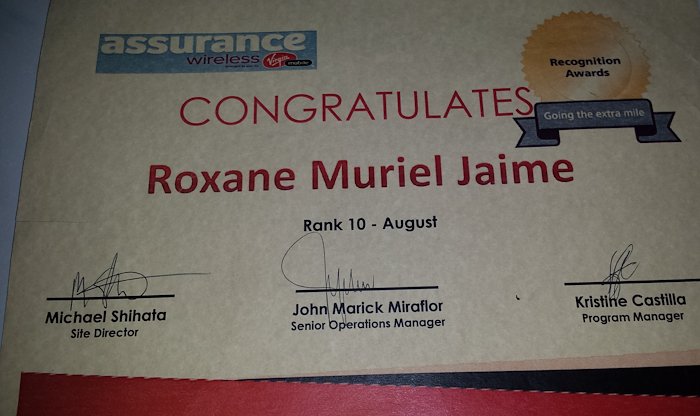 assurance
wireless
Virgin mobile
Recognition
Awards
Going the extra mile
CONGRATULATES
Roxane Muriel Jaime
Rank 10 - August
Michael Shihata
Site Director
John Marick Miraflor
Senior Operations Manager
Kristine Castilla
Program Manager